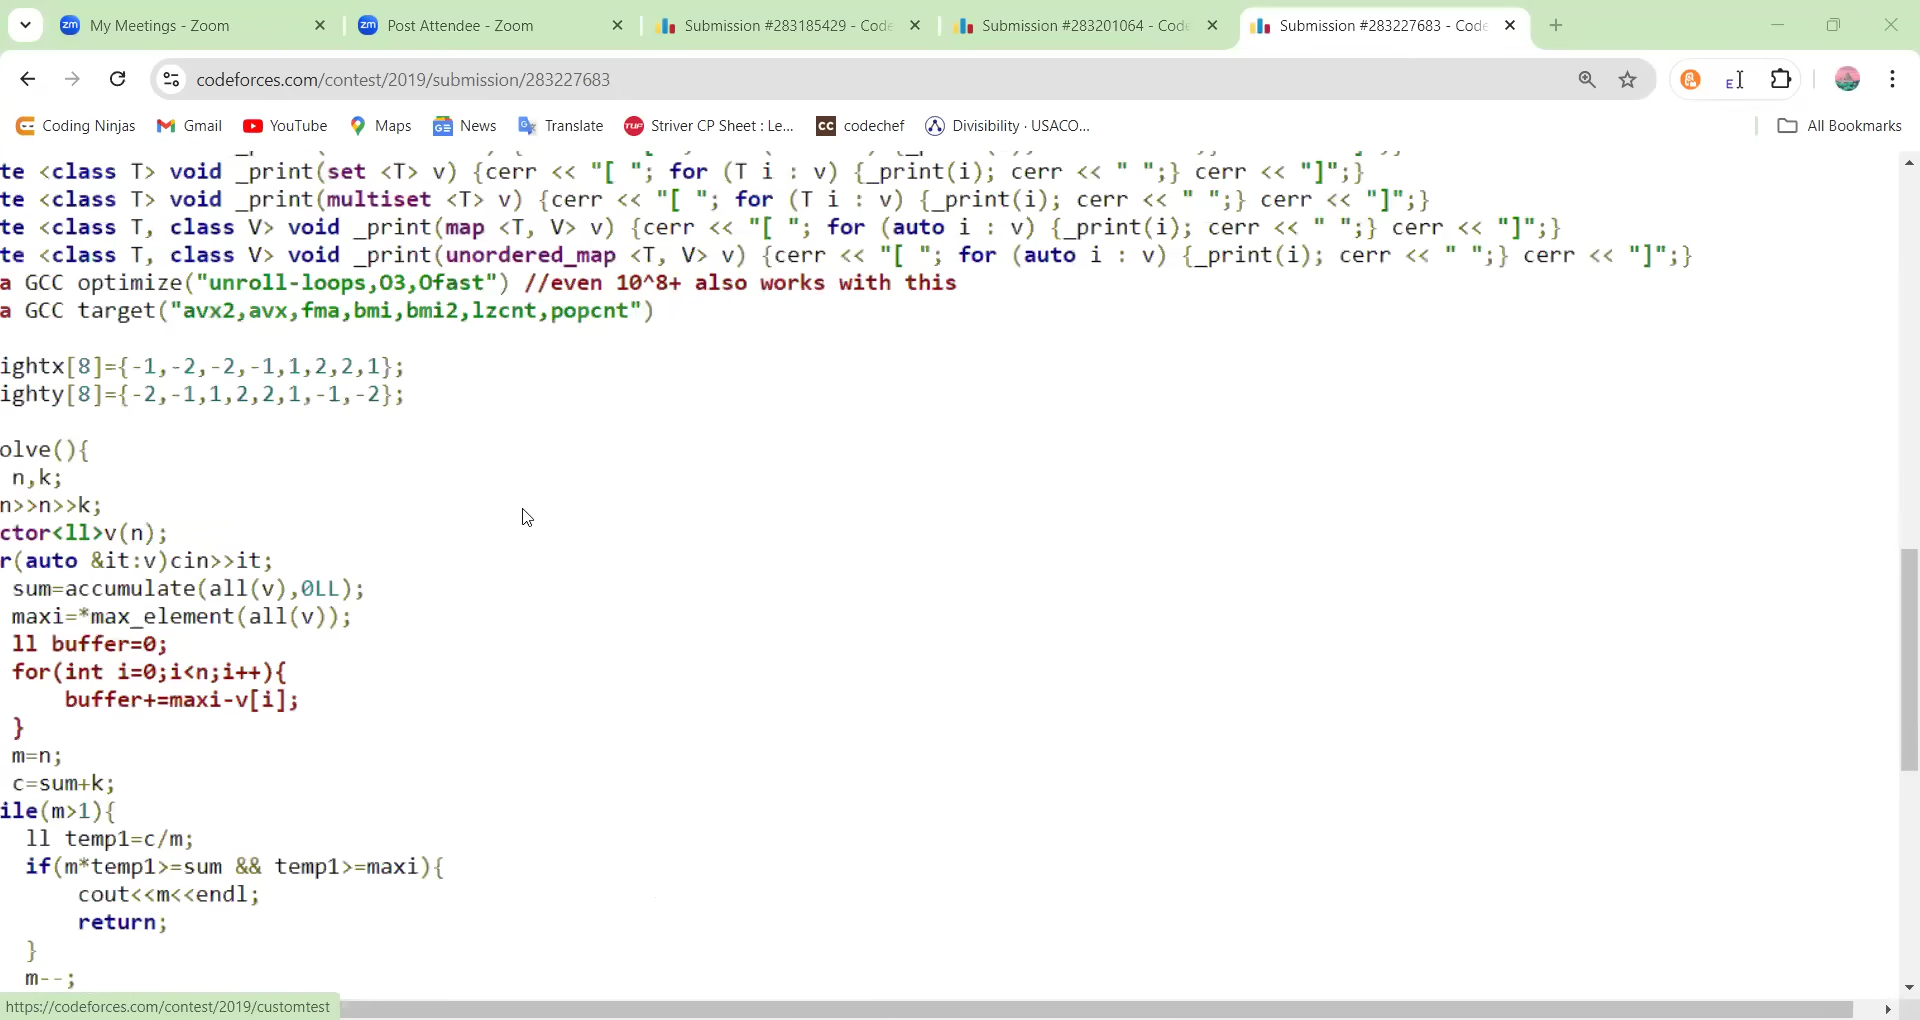 My Meetings - Zoom
Post Attendee - Zoom
Submission #283185429 - Code
Submission #283201064 - Code
Submission #283227683 - Code
codeforces.com/contest/2019/submission/283227683
Coding Ninjas
Gmail
YouTube
Maps
News
Translate
Striver CP Sheet : Le...
codechef
Divisibility · USACO...
All Bookmarks
te <class T> void _print(set <T> v) {cerr << "[ "; for (T i : v) {_print(i); cerr << " ";} cerr << "]";}
te <class T> void _print(multiset <T> v) {cerr << "[ "; for (T i : v) {_print(i); cerr << " ";} cerr << "]";}
te <class T, class V> void _print(map <T, V> v) {cerr << "[ "; for (auto i : v) {_print(i); cerr << " ";} cerr << "]";}
te <class T, class V> void _print(unordered_map <T, V> v) {cerr << "[ "; for (auto i : v) {_print(i); cerr << " ";} cerr << "]";}
a GCC optimize("unroll-loops,O3,Ofast") //even 10^8+ also works with this
a GCC target("avx2,avx,fma,bmi,bmi2,lzcnt,popcnt")
ightx[8]={-1,-2,-2,-1,1,2,2,1};
ighty[8]={-2,-1,1,2,2,1,-1,-2};
olve(){
n,k;
n>>n>>k;
ctor<ll>v(n);
r(auto &it:v)cin>>it;
sum=accumulate(all(v),0LL);
maxi=*max_element(all(v));
ll buffer=0;
for(int i=0;i<n;i++){
buffer+=maxi-v[i];
}
m=n;
c=sum+k;
ile(m>1){
ll temp1=c/m;
if(m*temp1>=sum && temp1>=maxi){
cout<<m<<endl;
return;
}
m--;
https://codeforces.com/contest/2019/customtest